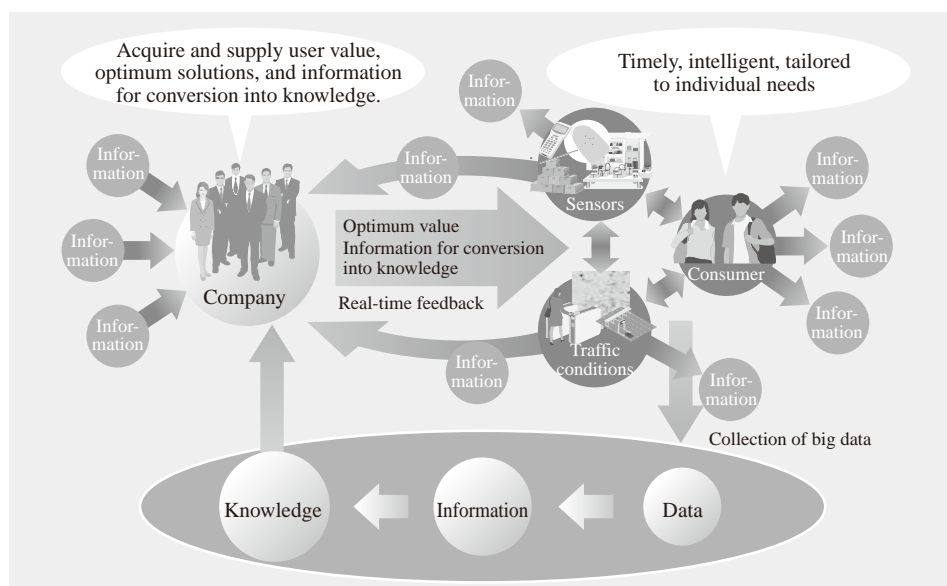 Acquire and supply user value,
optimum solutions, and information
for conversion into knowledge.
Timely, intelligent, tailored
to individual needs
Infor-
mation
Infor-
mation
Infor-
mation
Infor-
mation
Sensors
Infor-
mation
Infor-
mation
Optimum value
Information for conversion
into knowledge
Real-time feedback
Consumer
Infor-
mation
Company
Infor-
mation
Infor-
mation
Traffic
conditions
Infor-
mation
Infor-
mation
Collection of big data
Knowledge
Information
Data